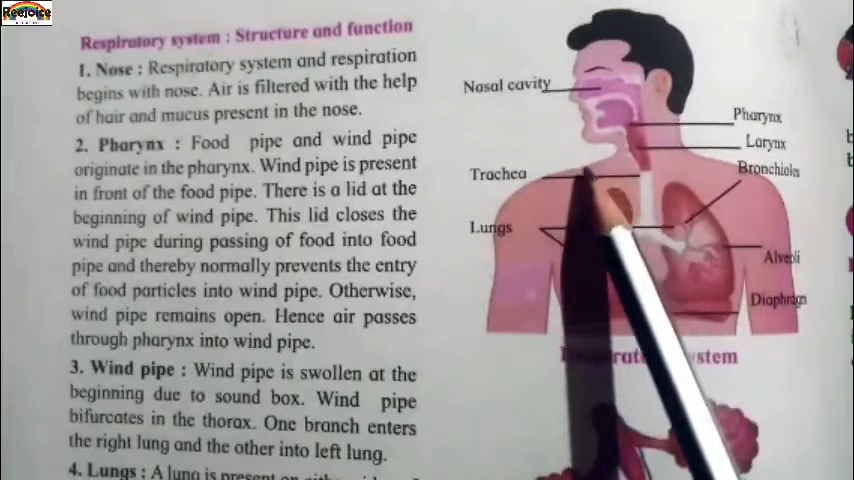 Reejoice
Respiratory system : Structure and function
1. Nose : Respiratory system and respiration
begins with nose. Air is filtered with the help
of hair and mucus present in the nose.
2. Pharynx : Food pipe and wind pipe
originate in the pharynx. Wind pipe is present
in front of the food pipe. There is a lid at the
beginning of wind pipe. This lid closes the
wind pipe during passing of food into food
pipe and thereby normally prevents the entry
of food particles into wind pipe. Otherwise,
wind pipe remains open. Hence air passes
through pharynx into wind pipe.
3. Wind pipe : Wind pipe is swollen at the
beginning due to sound box. Wind pipe
bifurcates in the thorax. One branch enters
the right lung and the other into left lung.
4. Lungs : A lung is present on
Nasal cavity
Pharynx
Larynx
Bronchioles
Trachea
Lungs
Alveoli
Diaphragm